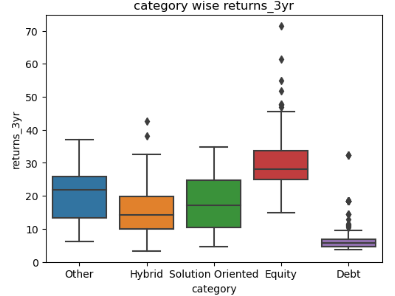 category wise returns_3yr
returns_3yr
70
60
50
40
30
20
10
0
Other Hybrid Solution Oriented Equity Debt
category